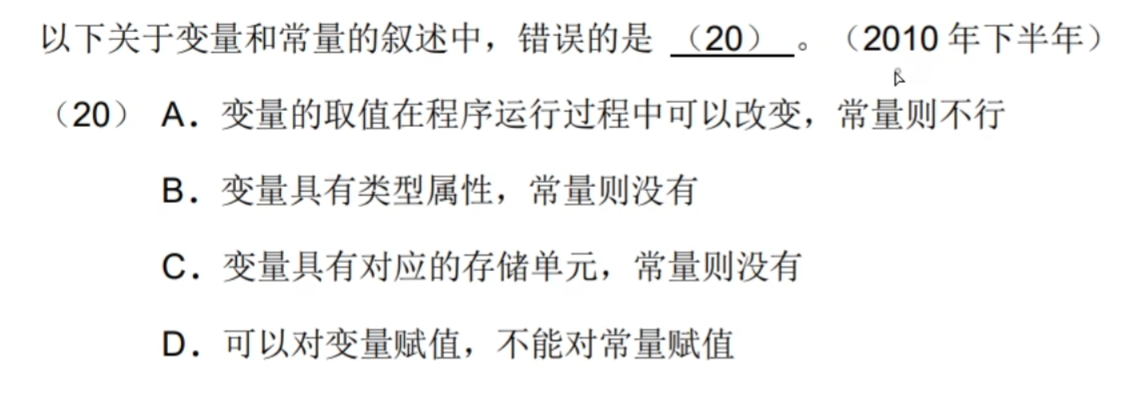 以下关于变量和常量的叙述中，错误的是 （20） 。（2010 年下半年）
（20） A．变量的取值在程序运行过程中可以改变，常量则不行
B．变量具有类型属性，常量则没有
C．变量具有对应的存储单元，常量则没有
D．可以对变量赋值，不能对常量赋值